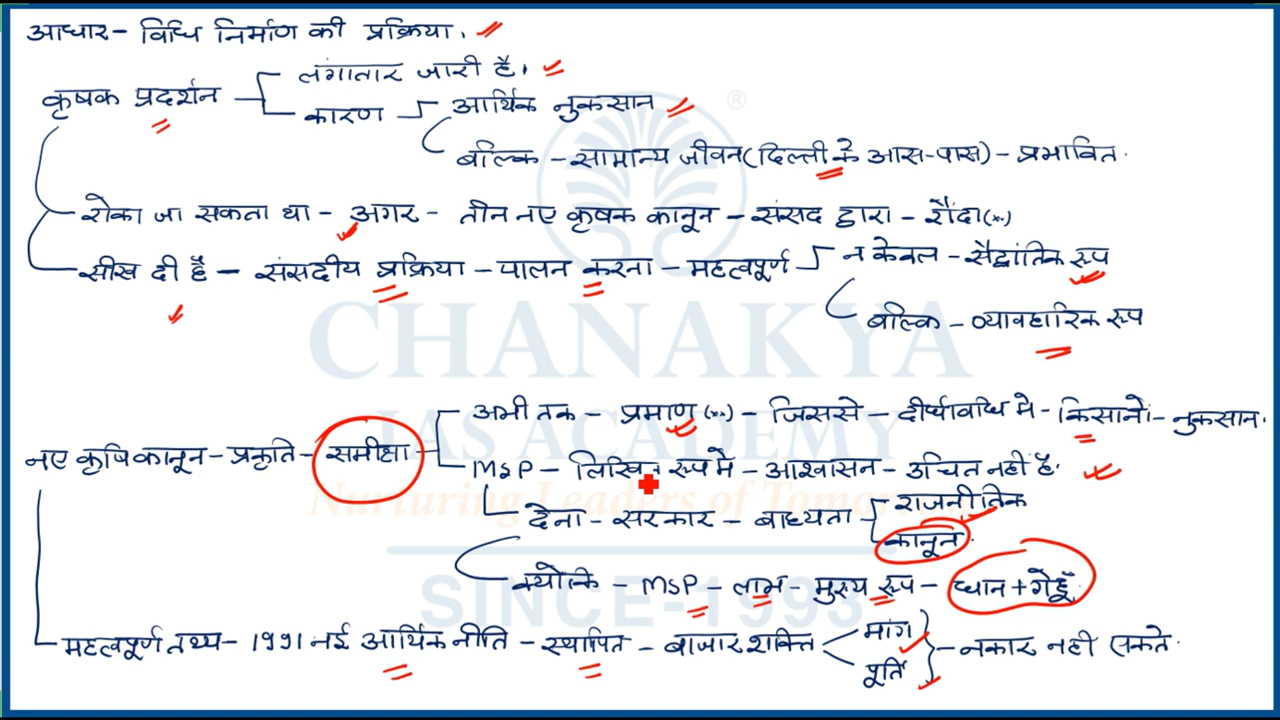 आधार - विधि निर्माण की प्रक्रिया.
लगातार जारी है.
कृषक प्रदर्शन
कारण
आर्थिक नुकसान
®
बल्कि - सामान्य जीवन (दिल्ली के आस-पास) - प्रभावित.
रोका जा सकता था - अगर - तीन नए कृषक कानून - संसद द्वारा - रौंदा (xx)
सीख दी है - संसदीय प्रक्रिया - पालन करना - महत्वपूर्ण
न केवल - सैद्धांतिक रूप
बल्कि - व्यावहारिक रूप
CHANAKYA
IAS ACADEMY
Nurturing Leaders of Tomorrow
SINCE-1993
अभी तक - प्रमाण (xx) - जिससे - दीर्घावधि मे - किसानो - नुकसान.
नए कृषि कानून - प्रकृति - समीक्षा
MSP - लिखित रूप मे - आश्वासन - उचित नही है.
देना - सरकार - बाध्यता
राजनीतिक
कानून.
क्योंकि - MSP - लाभ - मुख्य रूप - धान + गेहूँ
महत्वपूर्ण तथ्य - 1991 नई आर्थिक नीति - स्थापित - बाजार शक्ति
मांग
पूर्ति
- नकार नही सकते.